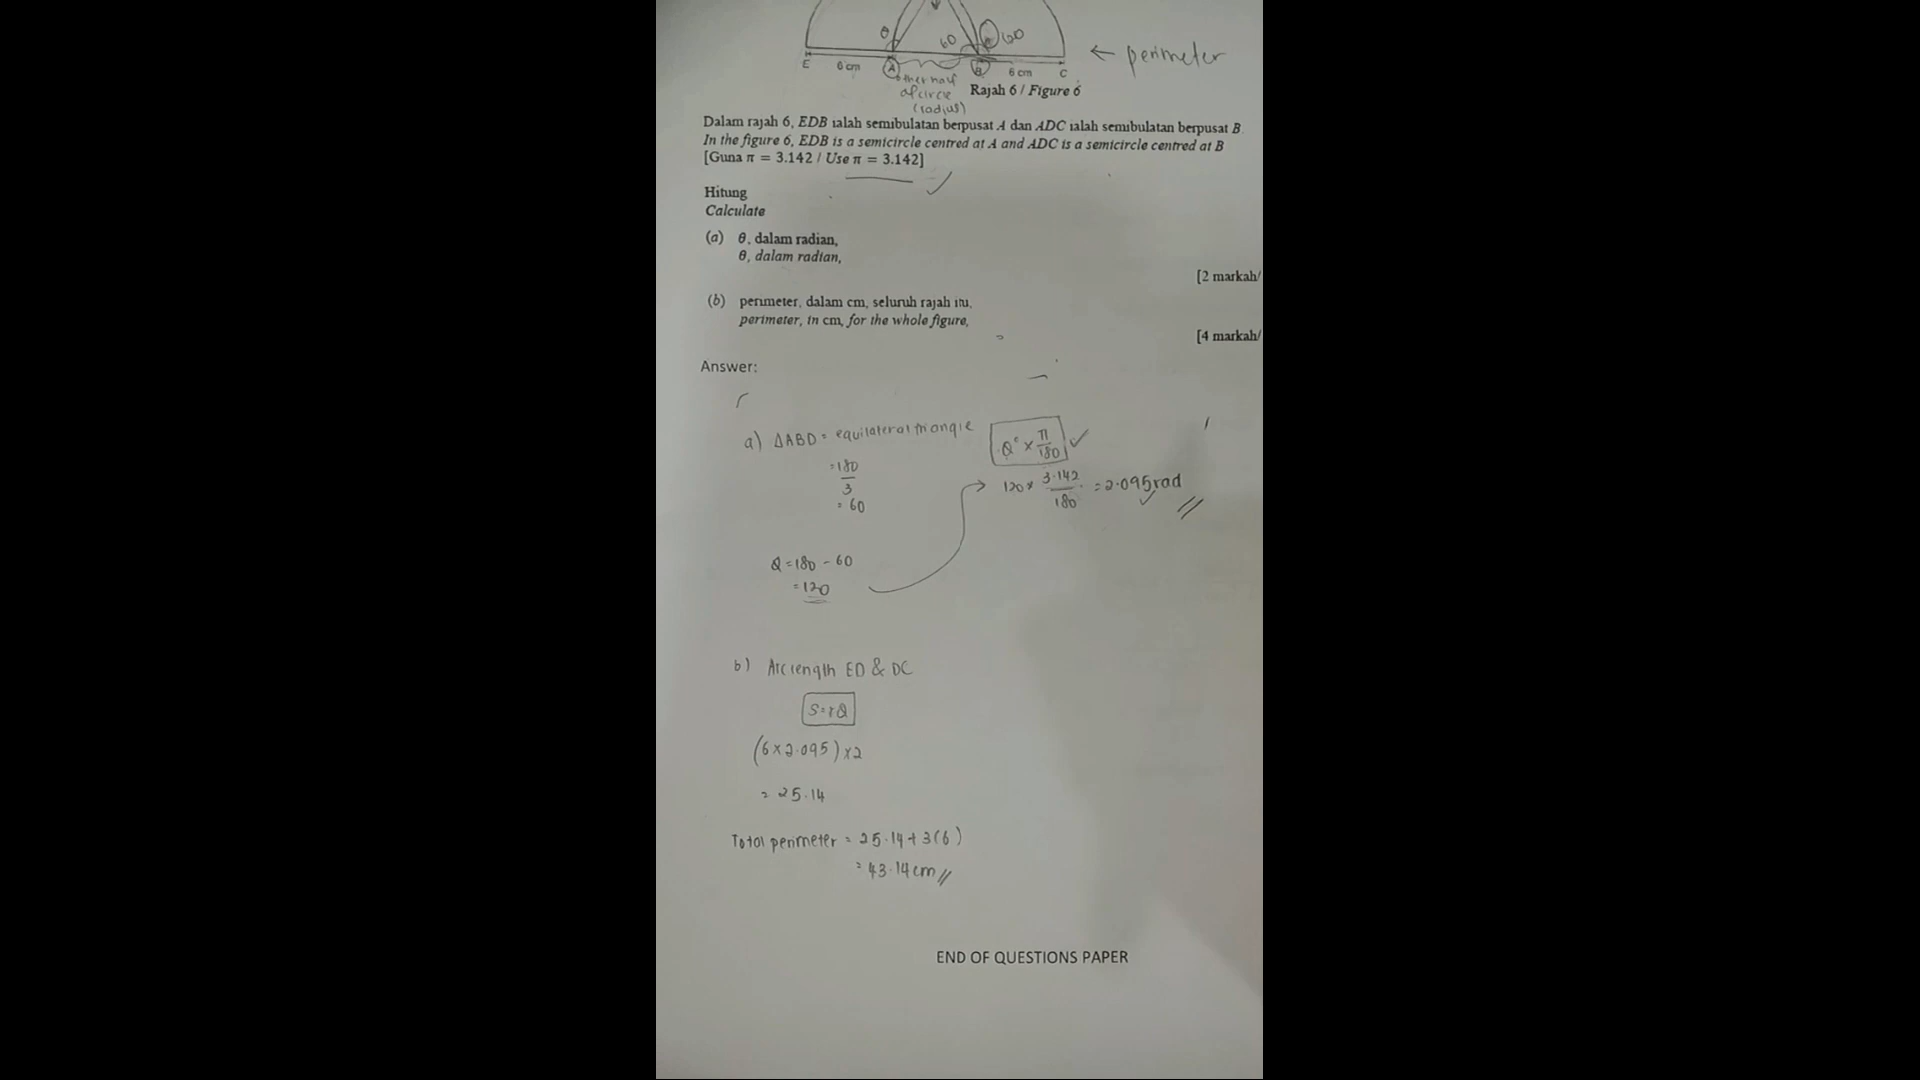 θ
60
60
E
6 cm
A
B
6 cm
C
← perimeter
other half
of circle
(radius)
Rajah 6 / Figure 6
Dalam rajah 6, EDB ialah semibulatan berpusat A dan ADC ialah semibulatan berpusat B
In the figure 6, EDB is a semicircle centred at A and ADC is a semicircle centred at B
[Guna π = 3.142 / Use π = 3.142]
Hitung
Calculate
(a) θ, dalam radian,
θ, dalam radian,
[2 markah/
(b) perimeter, dalam cm, seluruh rajah itu,
perimeter, in cm, for the whole figure,
[4 markah/
Answer:
a) ΔABD = equilateral triangle
= 180
3
= 60
θ° × π/180
120 × 3.142/180 = 2.095 rad
θ = 180 - 60
= 120
b) Arc length ED & DC
S = rθ
(6 × 2.095) × 2
= 25.14
Total perimeter = 25.14 + 3(6)
= 43.14 cm
END OF QUESTIONS PAPER